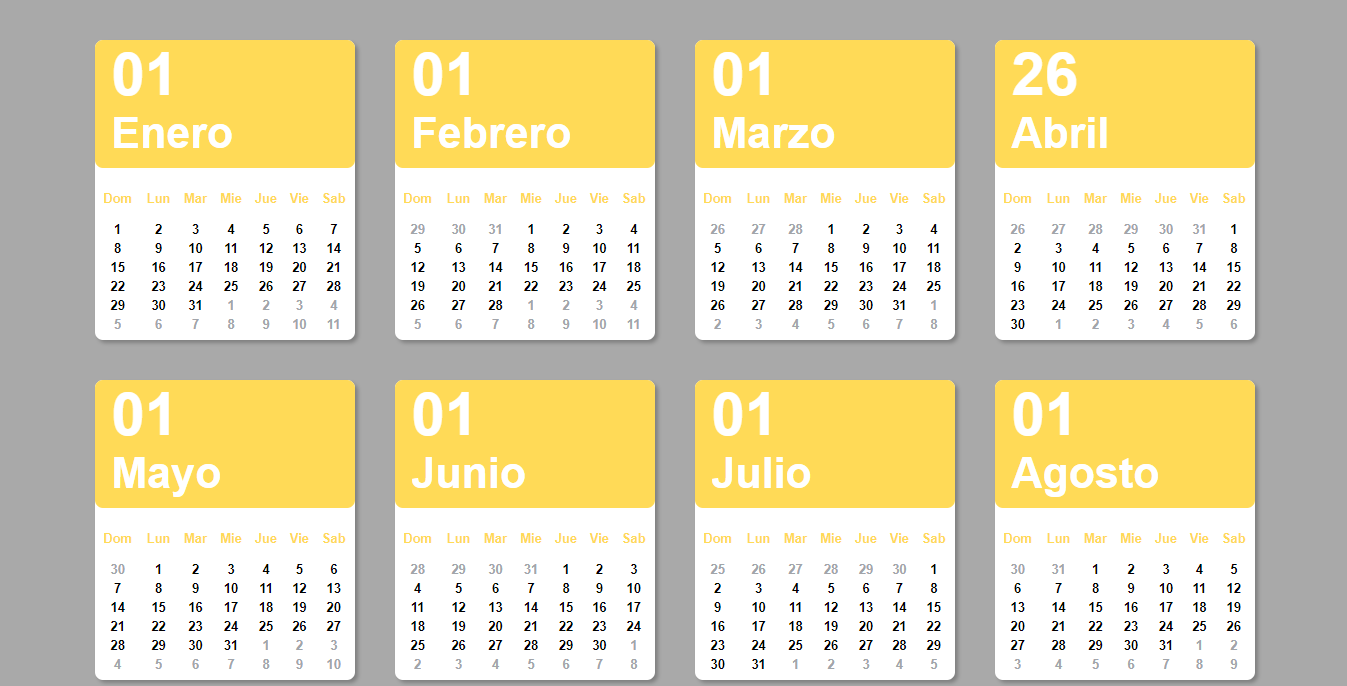 01
Enero
Dom Lun Mar Mie Jue Vie Sab
1 2 3 4 5 6 7
8 9 10 11 12 13 14
15 16 17 18 19 20 21
22 23 24 25 26 27 28
29 30 31 1 2 3 4
5 6 7 8 9 10 11
01
Febrero
Dom Lun Mar Mie Jue Vie Sab
29 30 31 1 2 3 4
5 6 7 8 9 10 11
12 13 14 15 16 17 18
19 20 21 22 23 24 25
26 27 28 1 2 3 4
5 6 7 8 9 10 11
01
Marzo
Dom Lun Mar Mie Jue Vie Sab
26 27 28 1 2 3 4
5 6 7 8 9 10 11
12 13 14 15 16 17 18
19 20 21 22 23 24 25
26 27 28 29 30 31 1
2 3 4 5 6 7 8
26
Abril
Dom Lun Mar Mie Jue Vie Sab
26 27 28 29 30 31 1
2 3 4 5 6 7 8
9 10 11 12 13 14 15
16 17 18 19 20 21 22
23 24 25 26 27 28 29
30 1 2 3 4 5 6
01
Mayo
Dom Lun Mar Mie Jue Vie Sab
30 1 2 3 4 5 6
7 8 9 10 11 12 13
14 15 16 17 18 19 20
21 22 23 24 25 26 27
28 29 30 31 1 2 3
4 5 6 7 8 9 10
01
Junio
Dom Lun Mar Mie Jue Vie Sab
28 29 30 31 1 2 3
4 5 6 7 8 9 10
11 12 13 14 15 16 17
18 19 20 21 22 23 24
25 26 27 28 29 30 1
2 3 4 5 6 7 8
01
Julio
Dom Lun Mar Mie Jue Vie Sab
25 26 27 28 29 30 1
2 3 4 5 6 7 8
9 10 11 12 13 14 15
16 17 18 19 20 21 22
23 24 25 26 27 28 29
30 31 1 2 3 4 5
01
Agosto
Dom Lun Mar Mie Jue Vie Sab
30 31 1 2 3 4 5
6 7 8 9 10 11 12
13 14 15 16 17 18 19
20 21 22 23 24 25 26
27 28 29 30 31 1 2
3 4 5 6 7 8 9